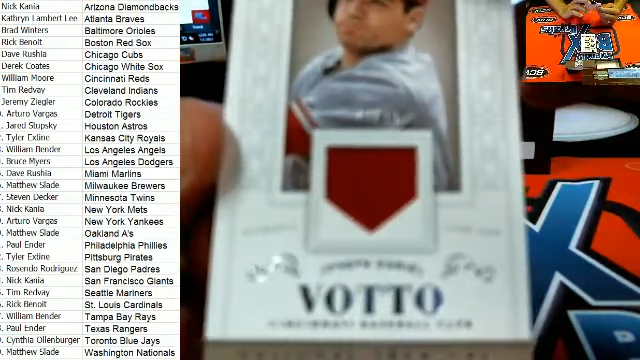 Nick Kania Arizona Diamondbacks
Kathryn Lambert Lee Atlanta Braves
Brad Winters Baltimore Orioles
Rick Benoit Boston Red Sox
Dave Rushia Chicago Cubs
Derek Coates Chicago White Sox
William Moore Cincinnati Reds
Tim Redvay Cleveland Indians
Jeremy Ziegler Colorado Rockies
Arturo Vargas Detroit Tigers
Jared Stupsky Houston Astros
Tyler Extine Kansas City Royals
William Bender Los Angeles Angels
Bruce Myers Los Angeles Dodgers
Dave Rushia Miami Marlins
Matthew Slade Milwaukee Brewers
Steven Decker Minnesota Twins
Nick Kania New York Mets
Arturo Vargas New York Yankees
Matthew Slade Oakland A's
Paul Ender Philadelphia Phillies
Tyler Extine Pittsburg Pirates
Rosendo Rodriguez San Diego Padres
Nick Kania San Francisco Giants
Tim Redvay Seattle Mariners
Rick Benoit St. Louis Cardinals
William Bender Tampa Bay Rays
Paul Ender Texas Rangers
Cynthia Ollenburger Toronto Blue Jays
Matthew Slade Washington Nationals
VOTTO
CINCINNATI BASEBALL CLUB